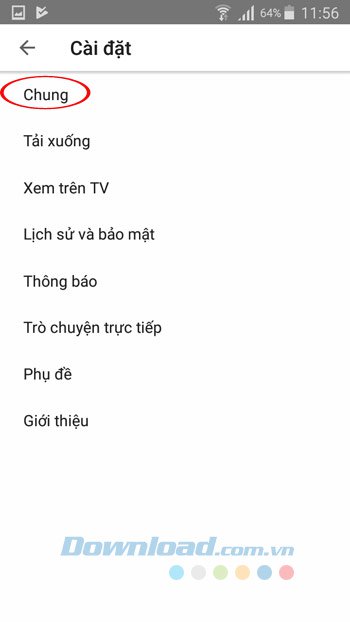 64% 11:56
Cài đặt
Chung
Tải xuống
Xem trên TV
Lịch sử và bảo mật
Thông báo
Trò chuyện trực tiếp
Phụ đề
Giới thiệu
Download.com.vn